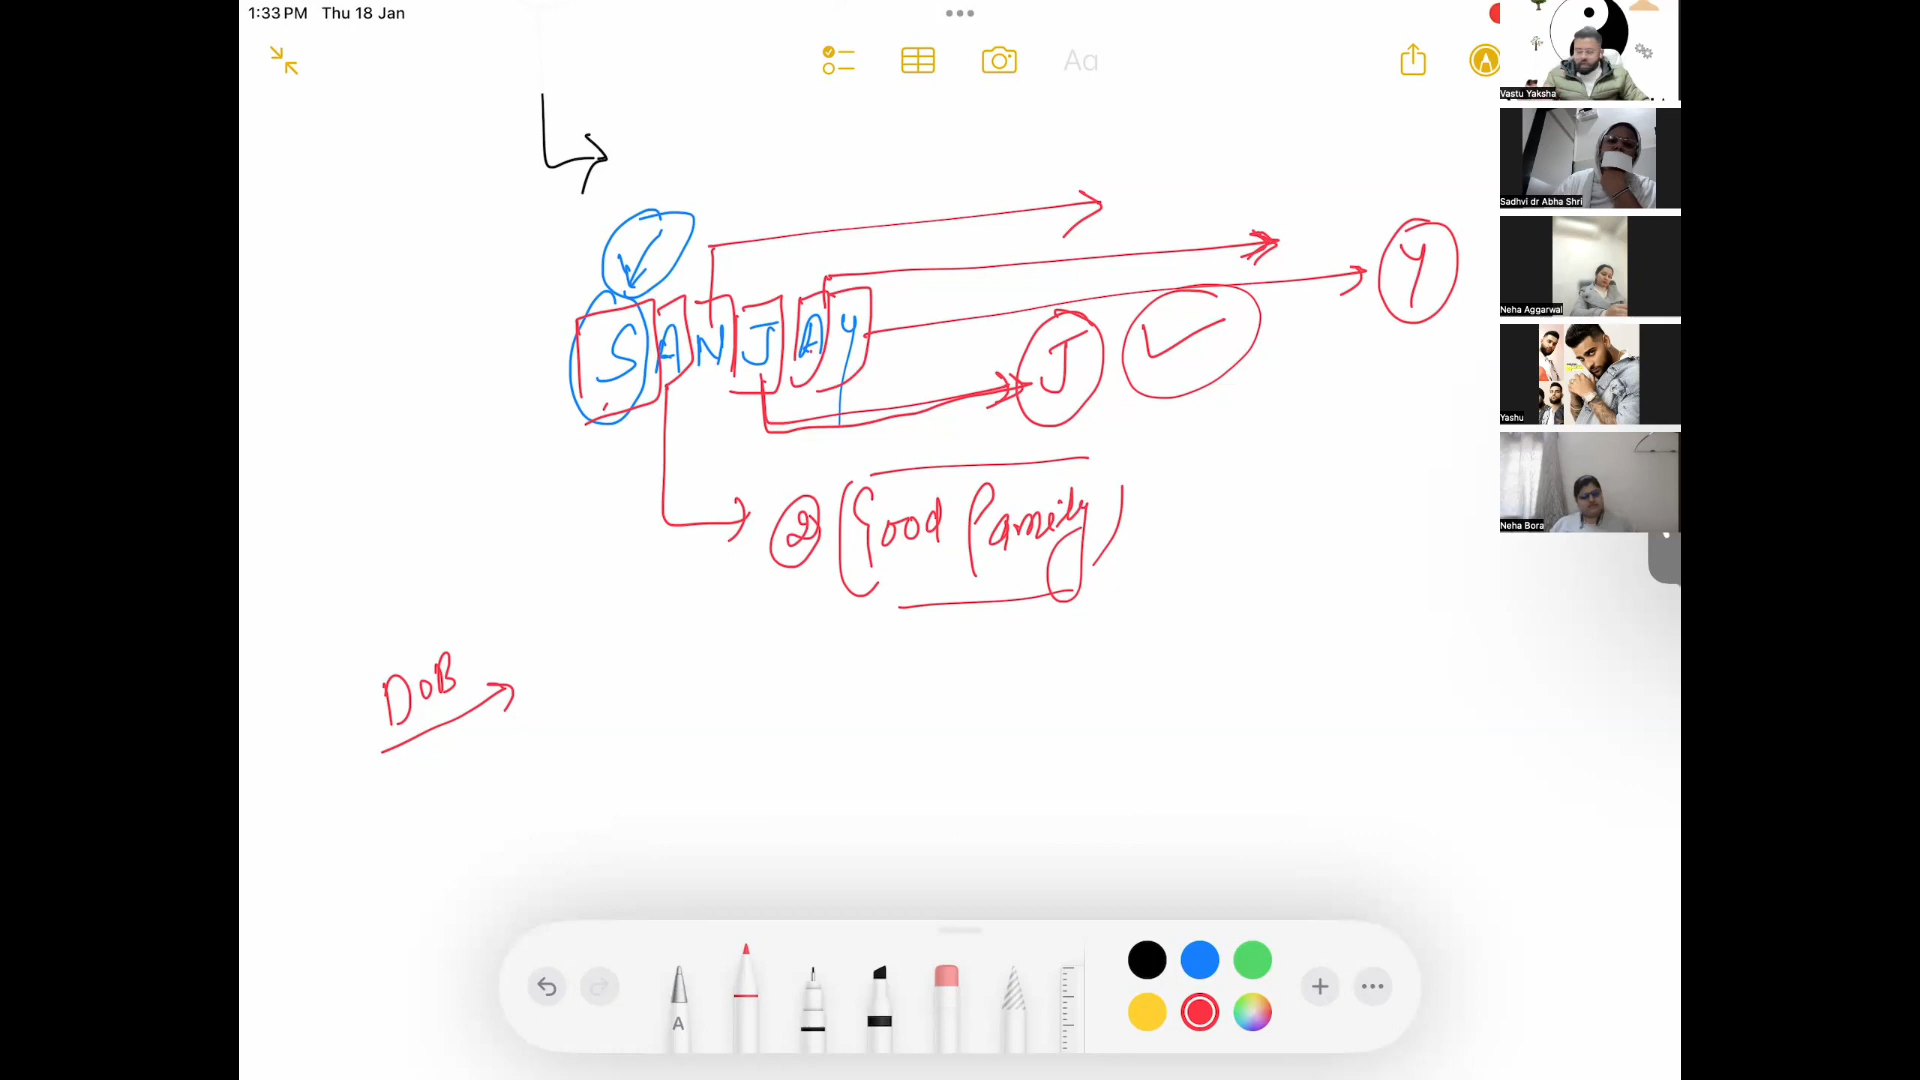 1:33 PM Thu 18 Jan
Aa
Vastu Yaksha
Sadhvi dr Abha Shri
Neha Aggarwal
Yashu
Neha Bora
Y
SANJAY
J
② (Good Family)
DOB
A